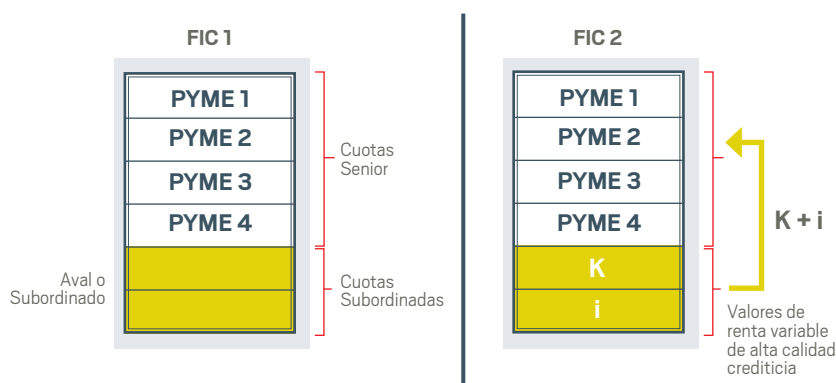 FIC 1
PYME 1
PYME 2
PYME 3
PYME 4
Cuotas
Senior
Aval o
Subordinado
Cuotas
Subordinadas
FIC 2
PYME 1
PYME 2
PYME 3
PYME 4
K
i
K + i
Valores de
renta variable
de alta calidad
crediticia